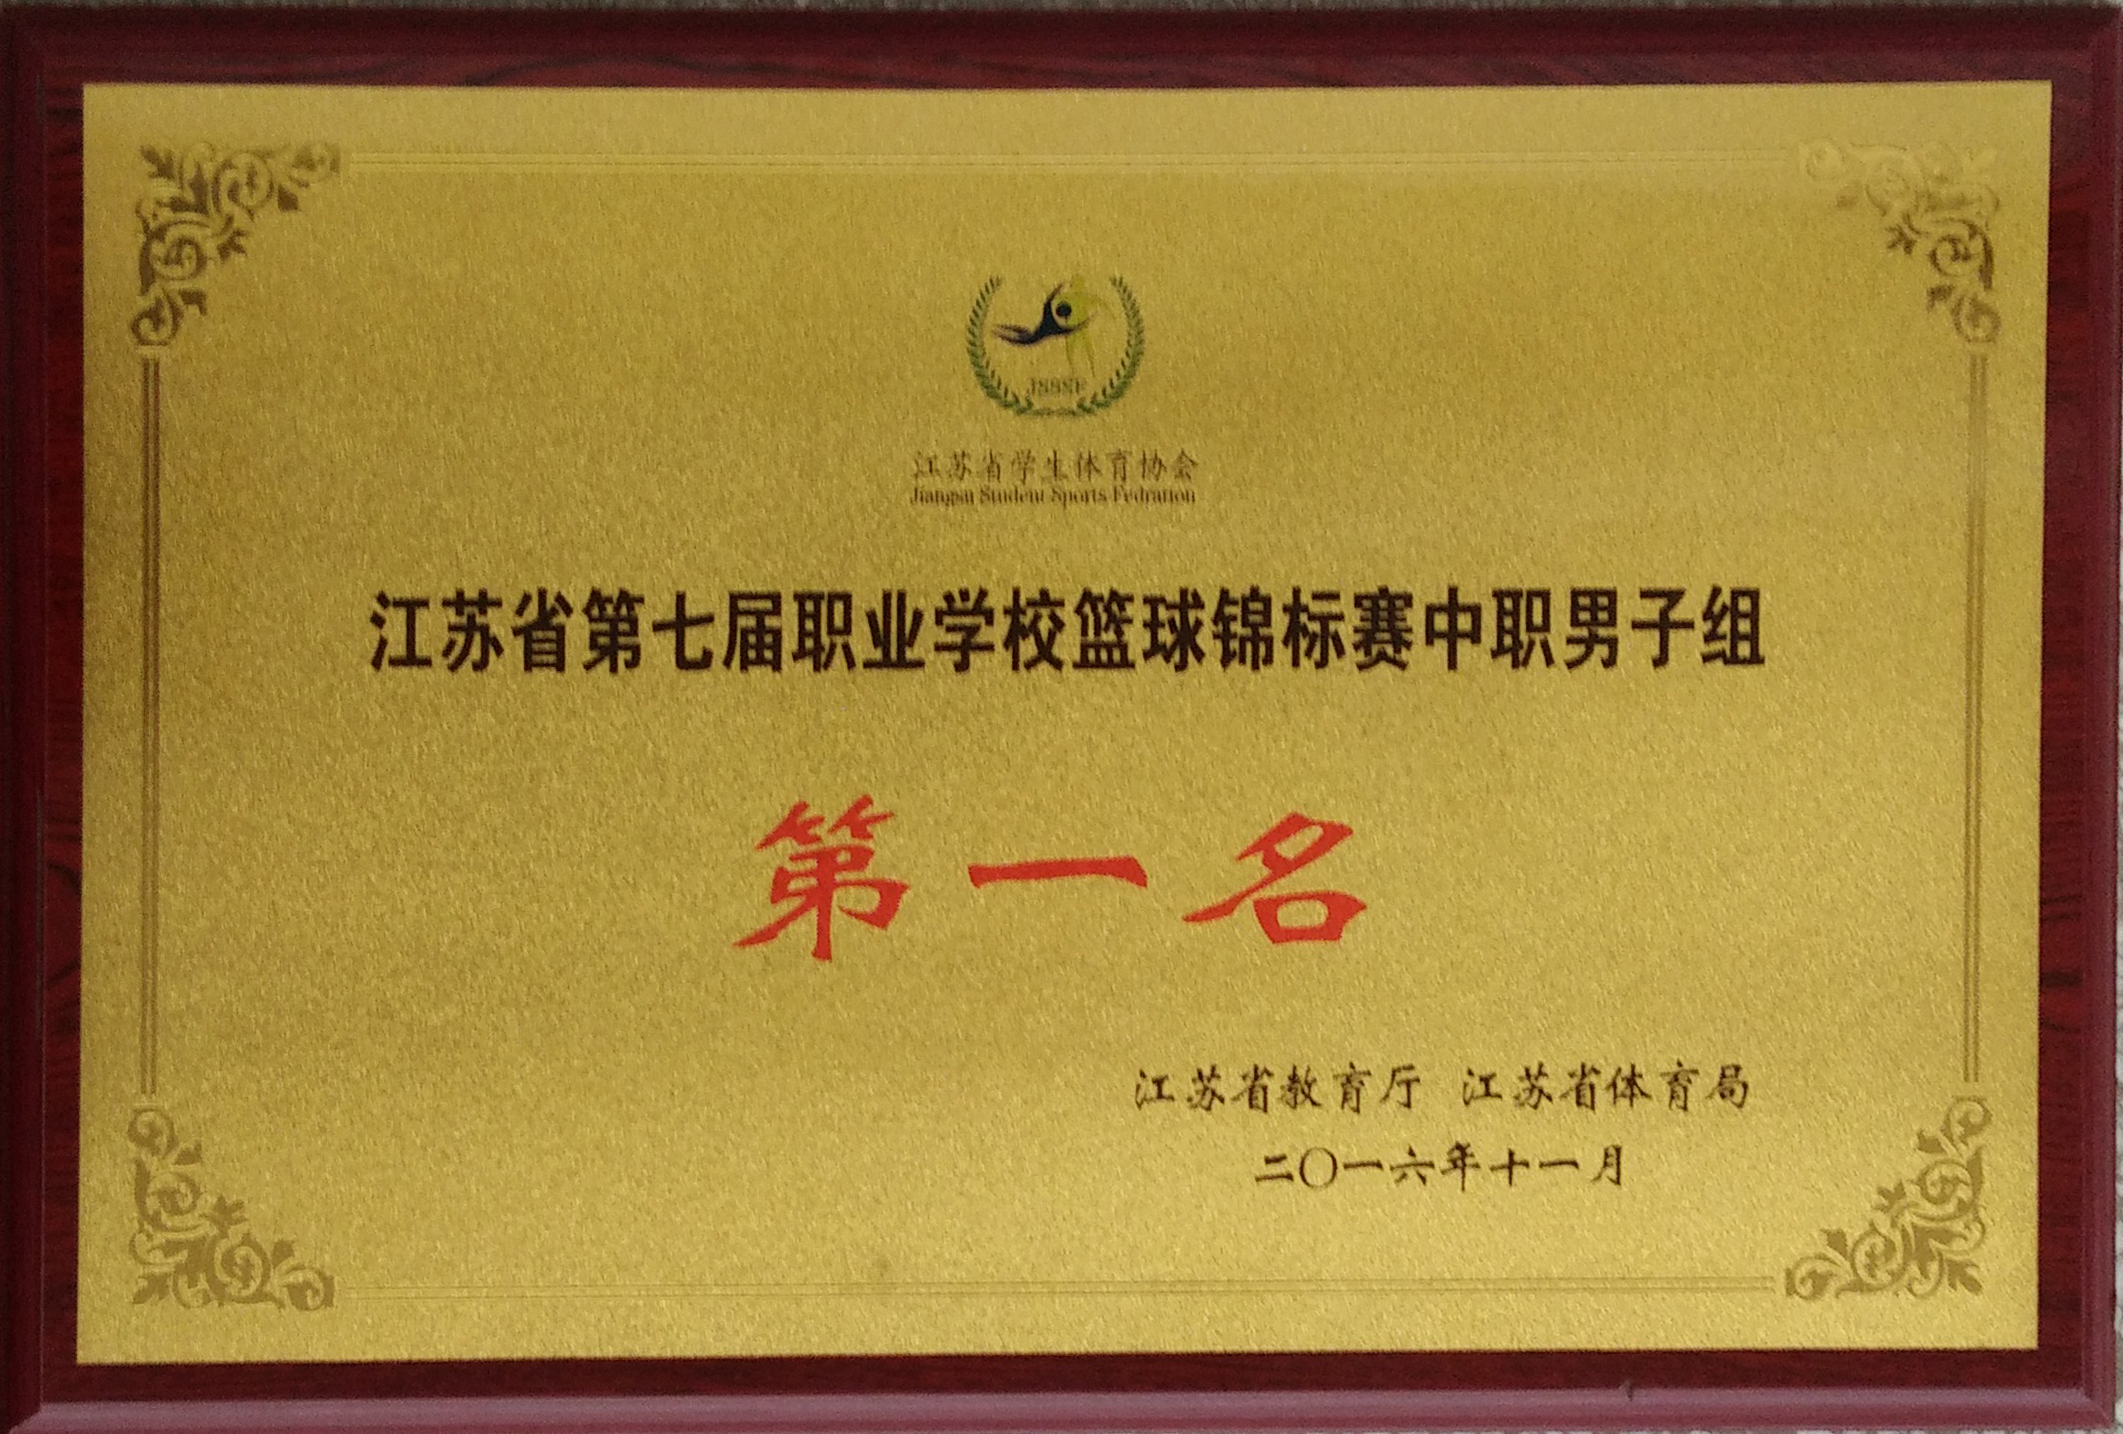 JSSSF
江苏省学生体育协会
Jiangsu Student Sports Fedration
江苏省第七届职业学校篮球锦标赛中职男子组
第一名
江苏省教育厅 江苏省体育局
二〇一六年十一月